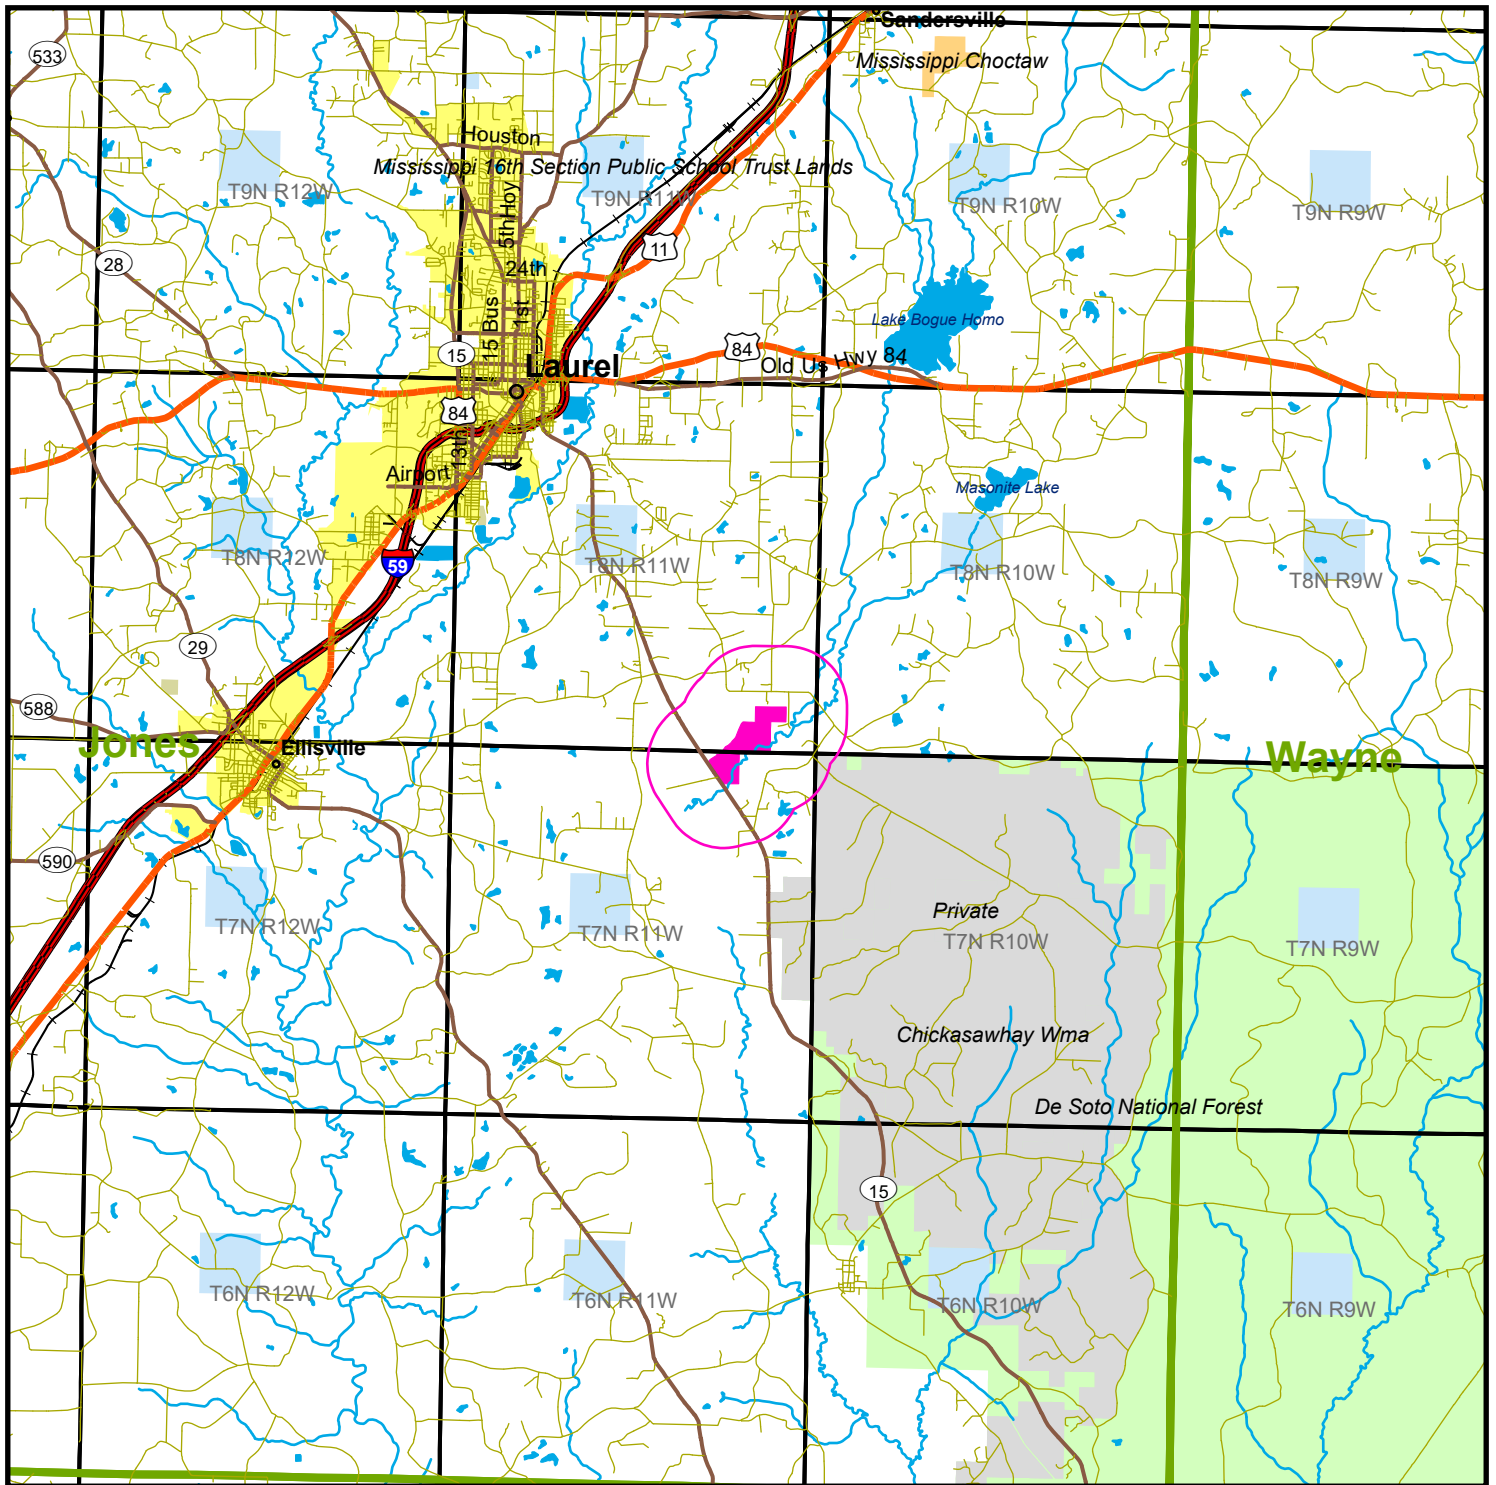 Sandersville
533
Mississippi Choctaw
Houston
Mississippi 16th Section Public School Trust Lands
T9N R12W
T9N R11W
T9N R10W
T9N R9W
5th
Hoy
11
28
24th
15 Bus
1st
Lake Bogue Homo
15
84
Old Us Hwy 84
Laurel
84
13th
Airport
Masonite Lake
T8N R12W
59
T8N R11W
T8N R10W
T8N R9W
29
588
Jones
Ellisville
Wayne
590
Private
T7N R12W
T7N R11W
T7N R10W
T7N R9W
Chickasawhay Wma
De Soto National Forest
15
T6N R12W
T6N R11W
T6N R10W
T6N R9W